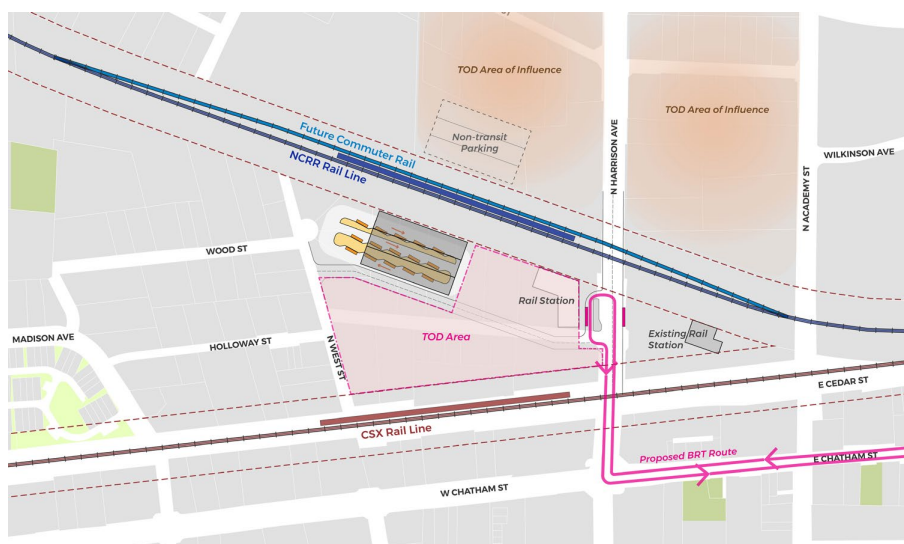 TOD Area of Influence
TOD Area of Influence
Future Commuter Rail
Non-transit
Parking
N HARRISON AVE
NCRR Rail Line
WILKINSON AVE
N ACADEMY ST
WOOD ST
Rail Station
MADISON AVE
HOLLOWAY ST
N WEST ST
TOD Area
Existing Rail
Station
E CEDAR ST
CSX Rail Line
Proposed BRT Route
E CHATHAM ST
W CHATHAM ST